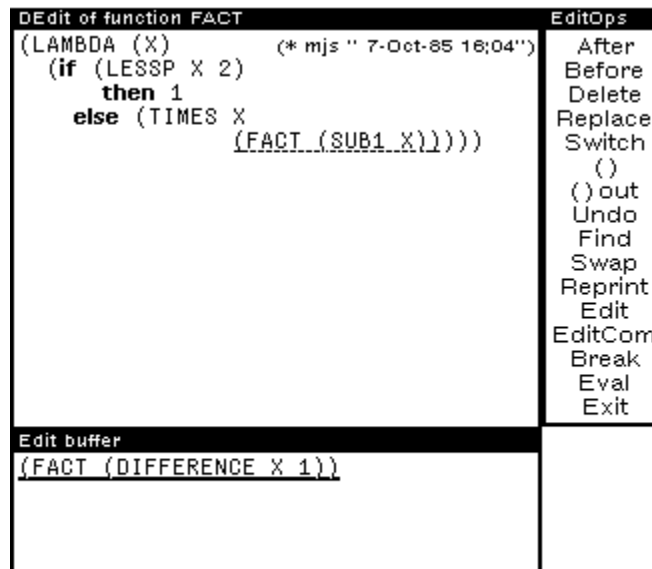 DEdit of function FACT
(LAMBDA (X) (* mjs " 7-Oct-85 16;04")
(if (LESSP X 2)
then 1
else (TIMES X
(FACT (SUB1 X)))))
Edit buffer
(FACT (DIFFERENCE X 1))
EditOps
After
Before
Delete
Replace
Switch
()
() out
Undo
Find
Swap
Reprint
Edit
EditCom
Break
Eval
Exit